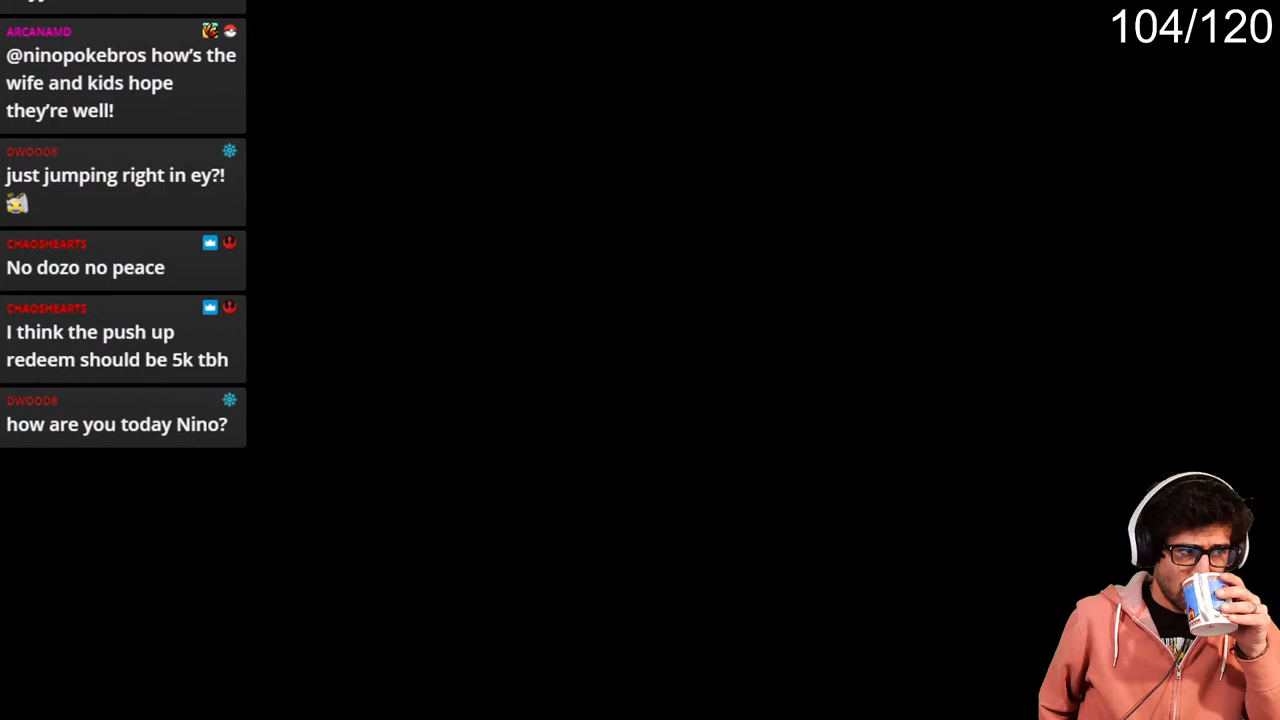 104/120
ARCANAMD
@ninopokebros how's the
wife and kids hope
they're well!
DWOOD8
just jumping right in ey?!
CHAOSHEARTS
No dozo no peace
CHAOSHEARTS
I think the push up
redeem should be 5k tbh
DWOOD8
how are you today Nino?